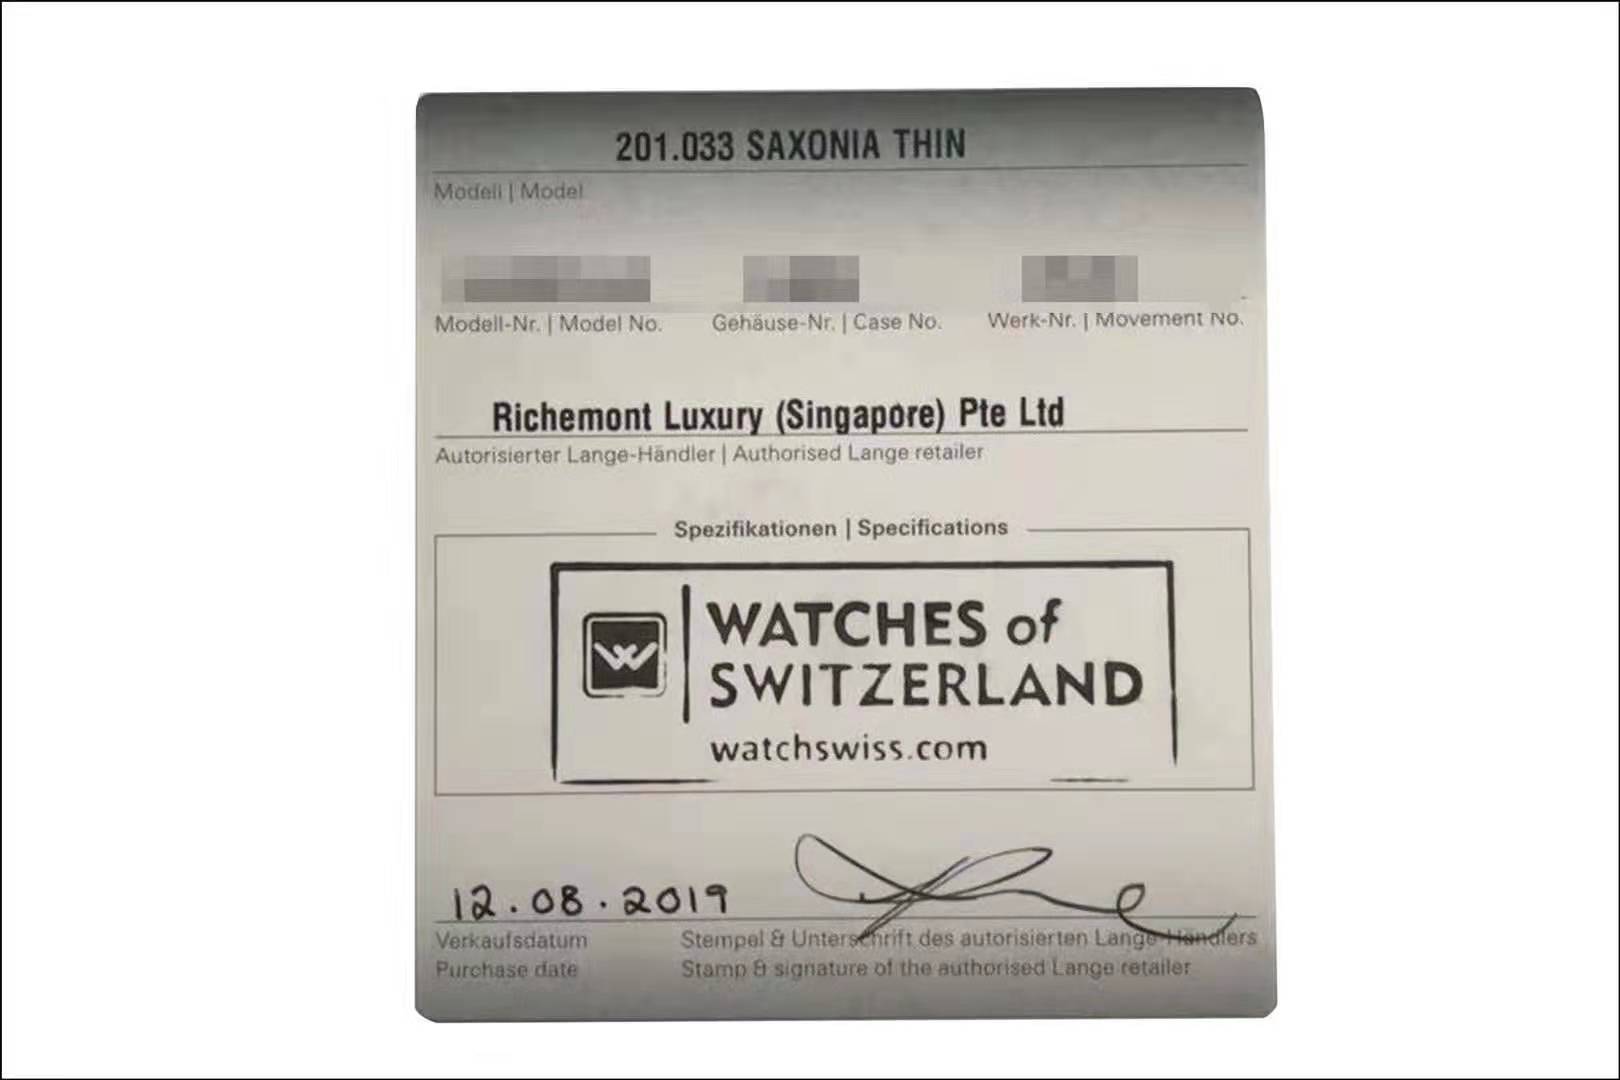 201.033 SAXONIA THIN
Modell | Model
Modell-Nr. | Model No. Gehäuse-Nr. | Case No. Werk-Nr. | Movement No.
Richemont Luxury (Singapore) Pte Ltd
Autorisierter Lange-Händler | Authorised Lange retailer
Spezifikationen | Specifications
W WATCHES of
SWITZERLAND
watchswiss.com
12.08.2019
Verkaufsdatum Stempel & Unterschrift des autorisierten Lange-Händlers
Purchase date Stamp & signature of the authorised Lange retailer